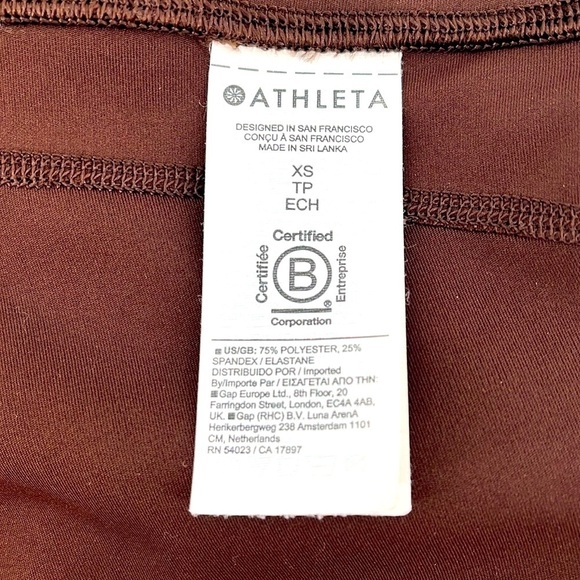 ATHLETA
DESIGNED IN SAN FRANCISCO
CONÇU À SAN FRANCISCO
MADE IN SRI LANKA
XS
TP
ECH
Certified
Certifiée
B
Entreprise
®
Corporation
US/GB: 75% POLYESTER, 25%
SPANDEX / ELASTANE
DISTRIBUIDO POR / Imported
By/Importe Par / ΕΙΣΑΓΕΤΑΙ ΑΠΟ ΤΗΝ:
Gap Europe Ltd., 8th Floor, 20
Farringdon Street, London, EC4A 4AB,
UK. Gap (RHC) B.V. Luna ArenA
Herikerbergweg 238 Amsterdam 1101
CM, Netherlands
RN 54023 / CA 17897